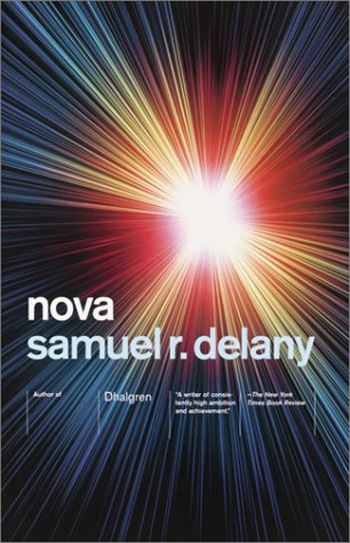 nova
samuel r. delany
Author of
Dhalgren
"A writer of consis-
tently high ambition
and achievement."
—The New York
Times Book Review